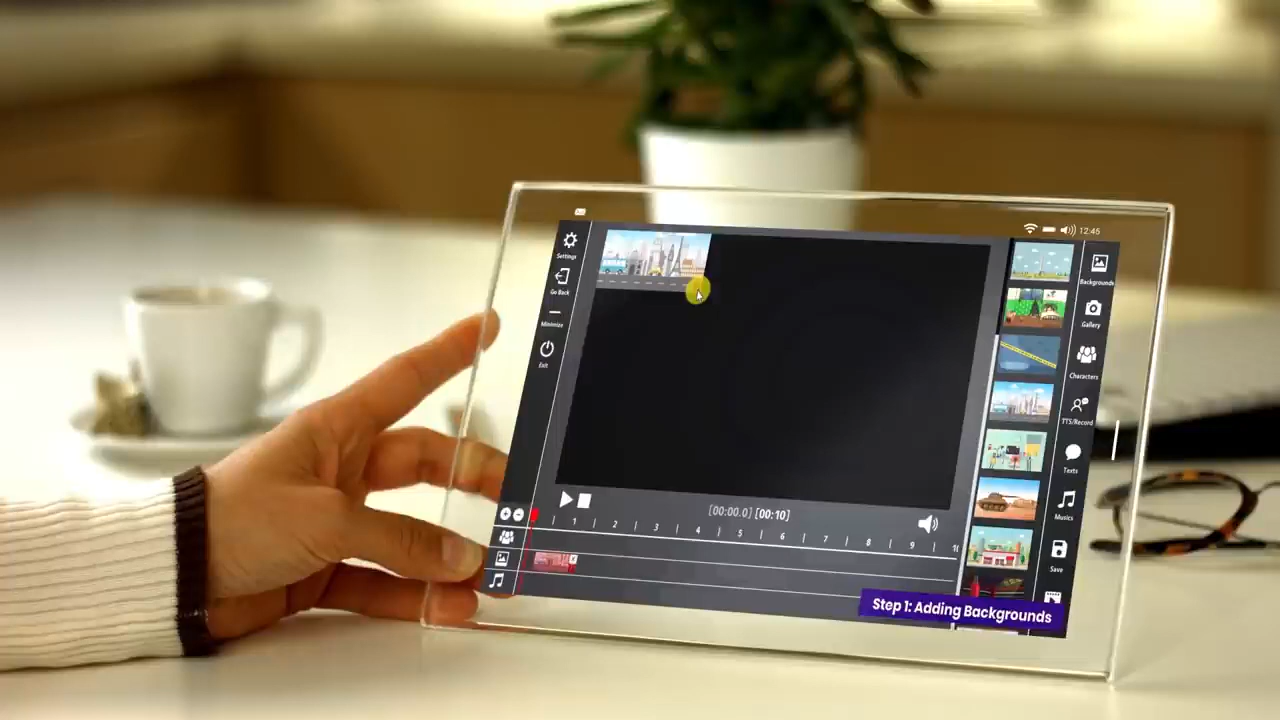 12:45
Settings
Go Back
Minimize
Exit
Backgrounds
Gallery
Characters
TTS/Record
Texts
Musics
Save
[00:00.0] [00:10]
1 2 3 4 5 6 7 8 9 10
Step 1: Adding Backgrounds